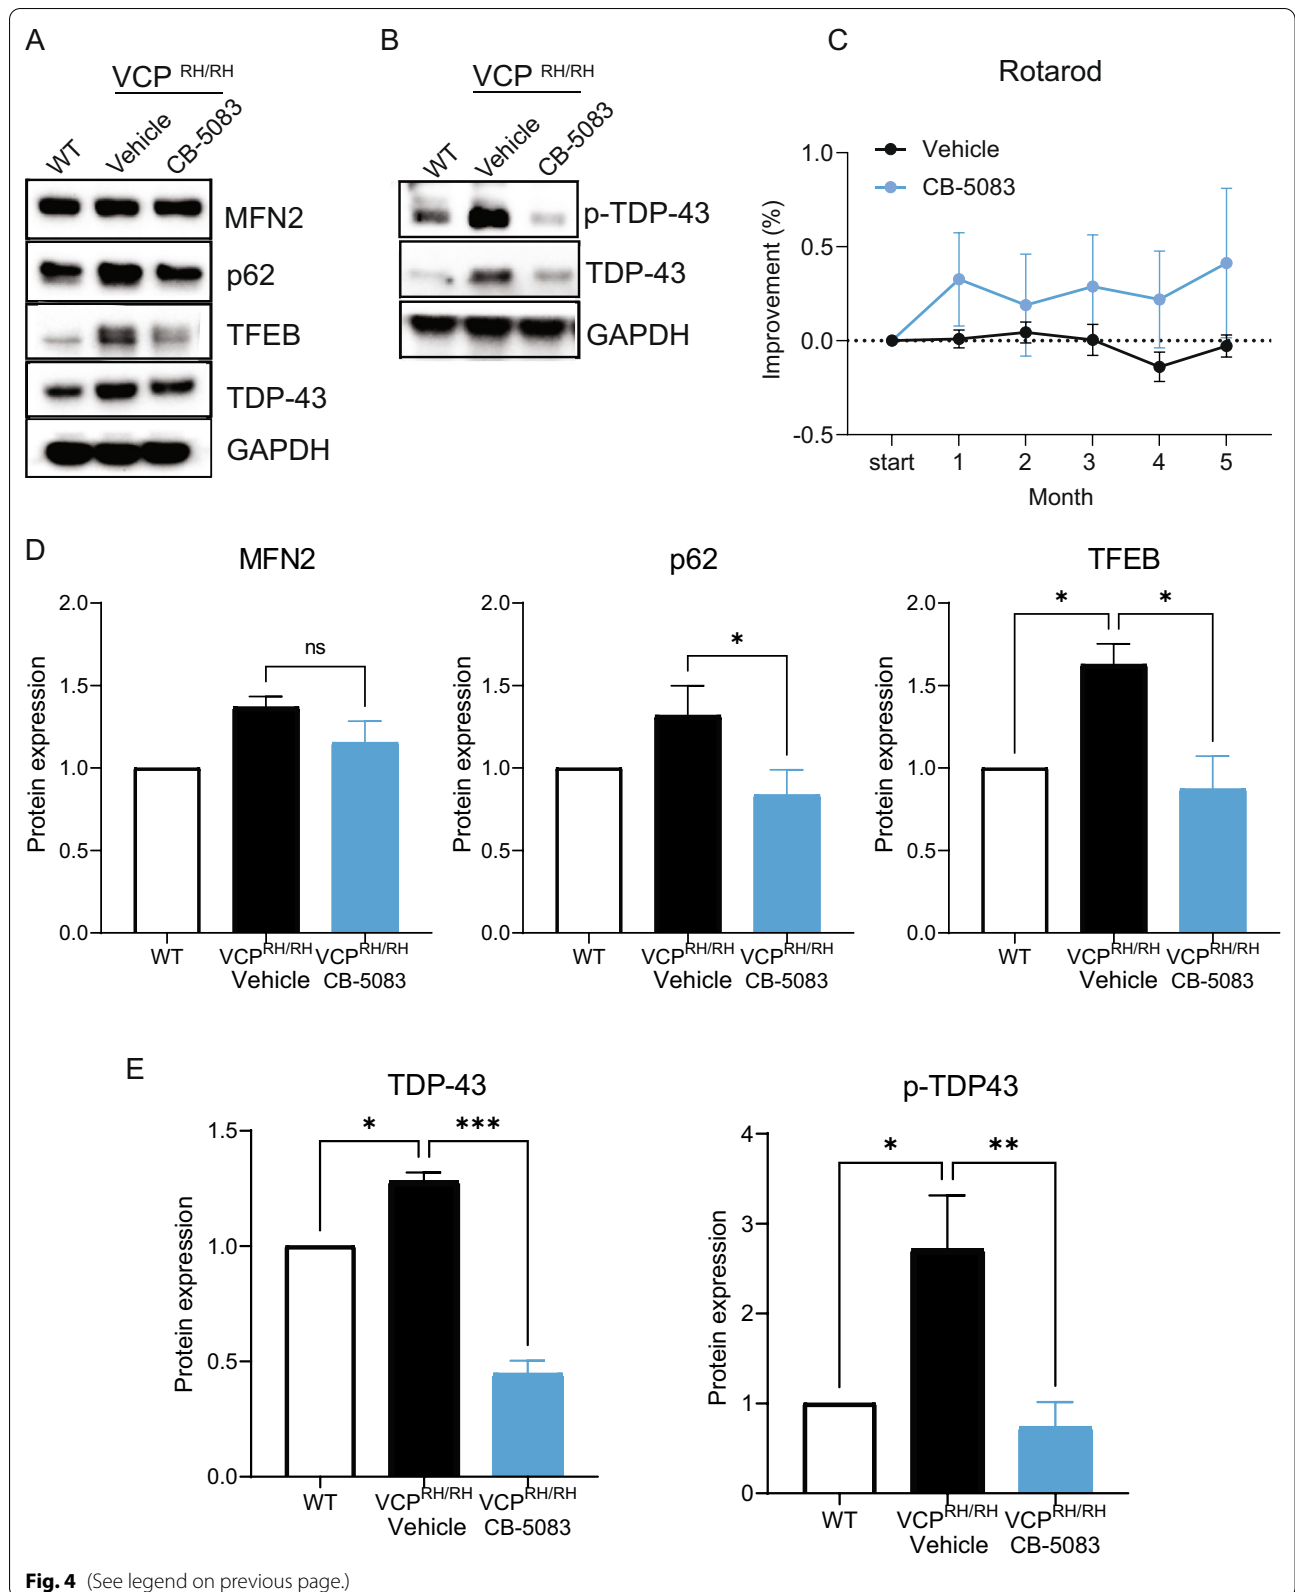 A
VCP RH/RH
WT
Vehicle
CB-5083
MFN2
p62
TFEB
TDP-43
GAPDH
B
VCP RH/RH
WT
Vehicle
CB-5083
p-TDP-43
TDP-43
GAPDH
C
Rotarod
Vehicle
CB-5083
Improvement (%)
1.0
0.5
0.0
-0.5
start 1 2 3 4 5
Month
D
MFN2
Protein expression
2.0
1.5
1.0
0.5
0.0
ns
WT VCPRH/RH VCPRH/RH
Vehicle CB-5083
p62
Protein expression
2.0
1.5
1.0
0.5
0.0
*
WT VCPRH/RH VCPRH/RH
Vehicle CB-5083
TFEB
Protein expression
2.0
1.5
1.0
0.5
0.0
* *
WT VCPRH/RH VCPRH/RH
Vehicle CB-5083
E
TDP-43
Protein expression
1.5
1.0
0.5
0.0
* ***
WT VCPRH/RH VCPRH/RH
Vehicle CB-5083
p-TDP43
Protein expression
4
3
2
1
0
* **
WT VCPRH/RH VCPRH/RH
Vehicle CB-5083
Fig. 4 (See legend on previous page.)